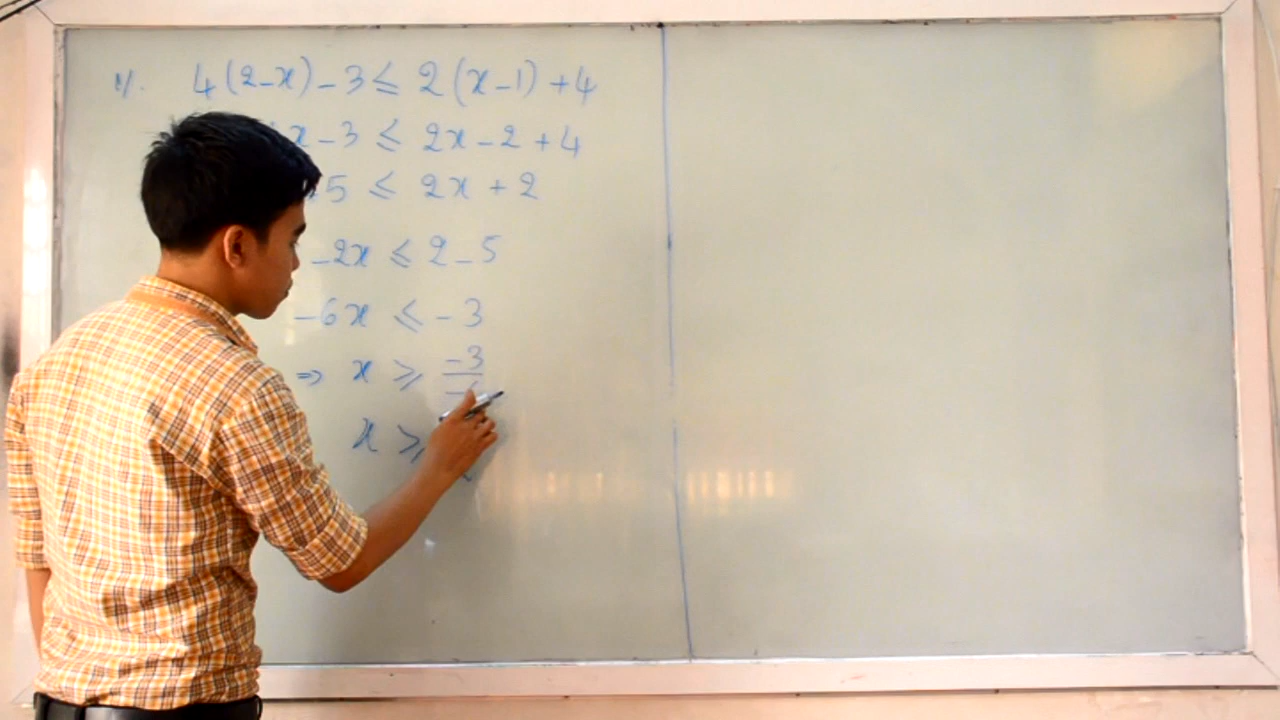 1/. 4(2-x)-3 ≤ 2(x-1)+4
x-3 ≤ 2x-2+4
5 ≤ 2x+2
-2x ≤ 2-5
-6x ≤ -3
⇒ x ≥ -3/-
x ≥